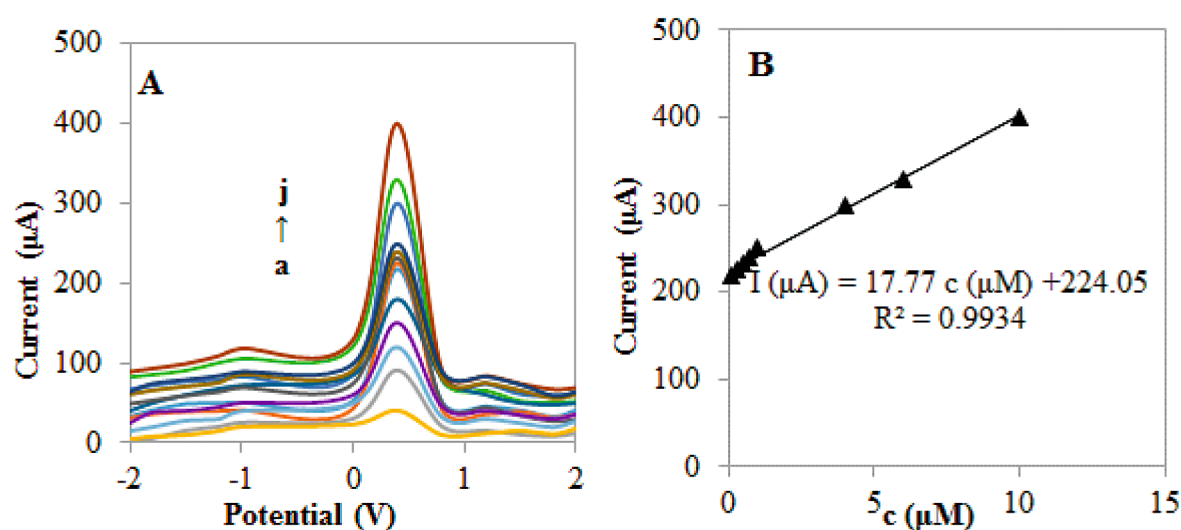 A
500
400
300
200
100
0
-2 -1 0 1 2
Current (µA)
Potential (V)
j
↑
a
B
500
400
300
200
100
0
0 5 10 15
Current (µA)
c (µM)
I (µA) = 17.77 c (µM) +224.05
R² = 0.9934